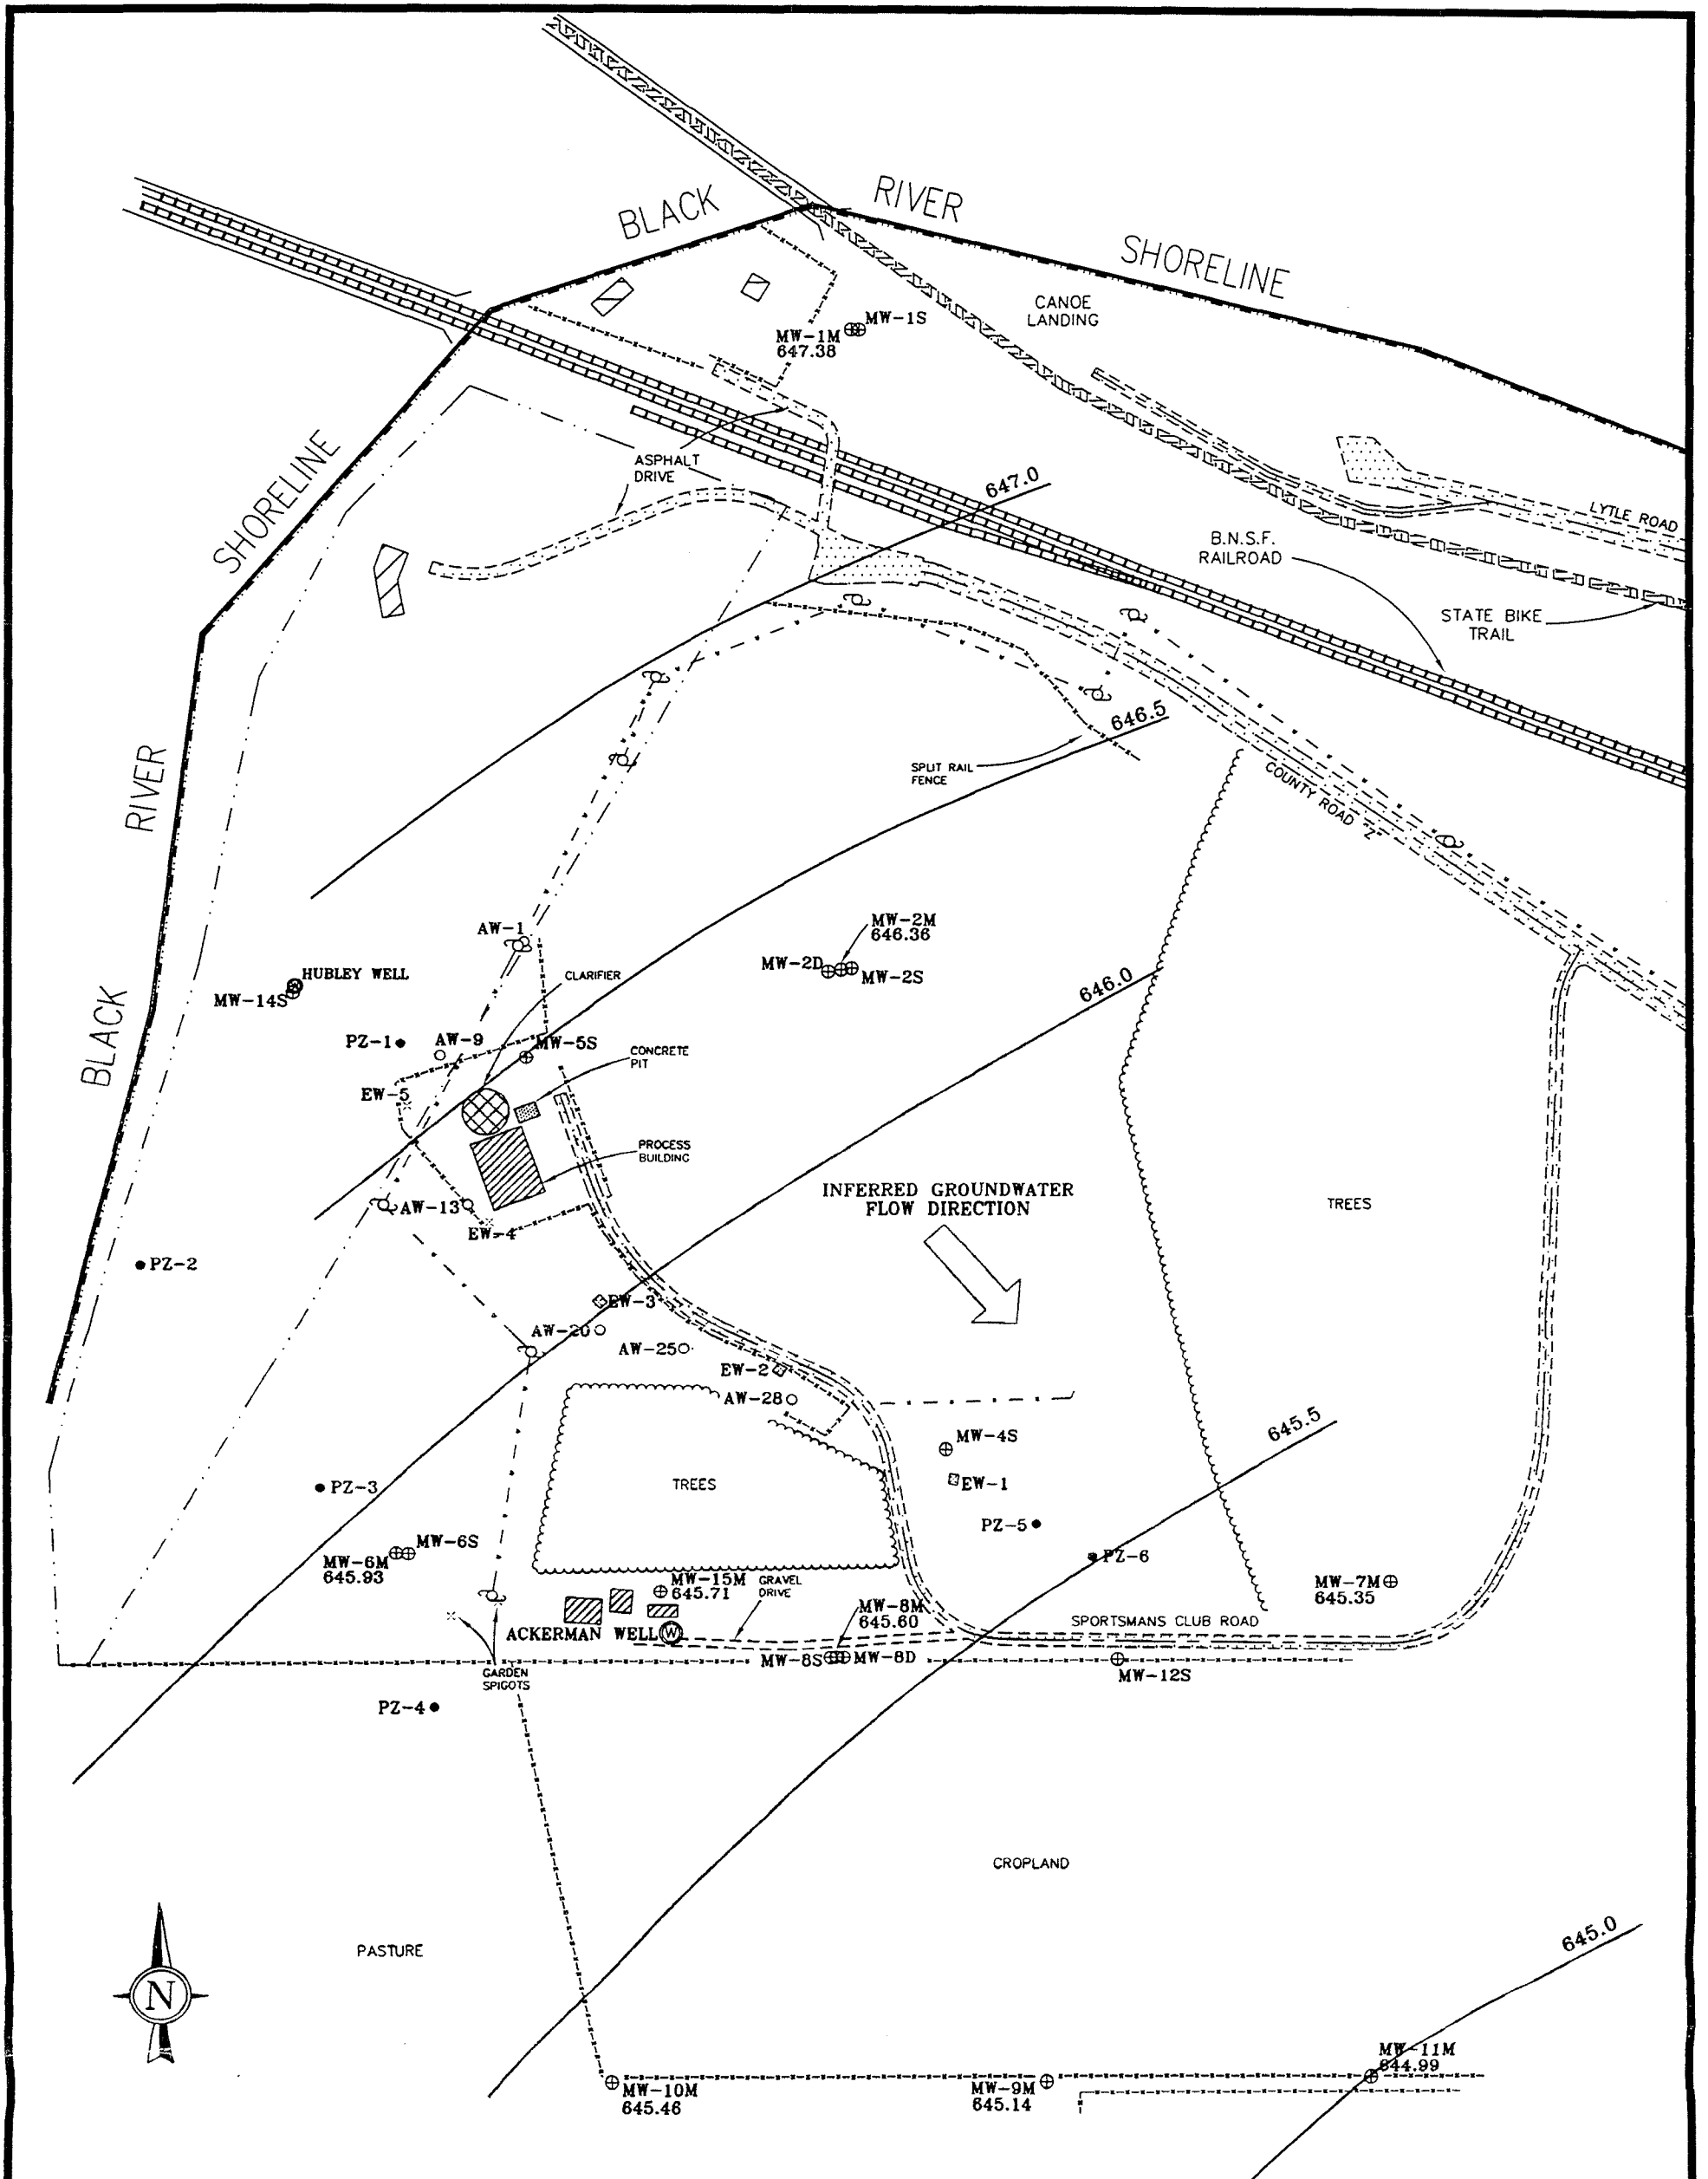 BLACK
RIVER
SHORELINE
CANOE
LANDING
MW-1S
MW-1M
647.38
SHORELINE
ASPHALT
DRIVE
647.0
LYTLE ROAD
B.N.S.F.
RAILROAD
STATE BIKE
TRAIL
646.5
SPLIT RAIL
FENCE
COUNTY ROAD "Z"
RIVER
BLACK
AW-1
MW-2M
646.36
MW-2D
MW-2S
HUBLEY WELL
MW-14S
CLARIFIER
646.0
PZ-1
AW-9
MW-5S
CONCRETE
PIT
EW-5
PROCESS
BUILDING
INFERRED GROUNDWATER
FLOW DIRECTION
TREES
AW-13
EW-4
PZ-2
EW-3
AW-20
AW-25
EW-2
AW-28
645.5
MW-4S
TREES
EW-1
PZ-3
PZ-5
MW-6S
MW-6M
645.93
PZ-6
MW-15M
645.71
GRAVEL
DRIVE
MW-7M
645.35
MW-8M
645.60
SPORTSMANS CLUB ROAD
ACKERMAN WELL
W
MW-8S
MW-8D
MW-12S
GARDEN
SPIGOTS
PZ-4
CROPLAND
PASTURE
645.0
N
MW-11M
644.99
MW-10M
645.46
MW-9M
645.14